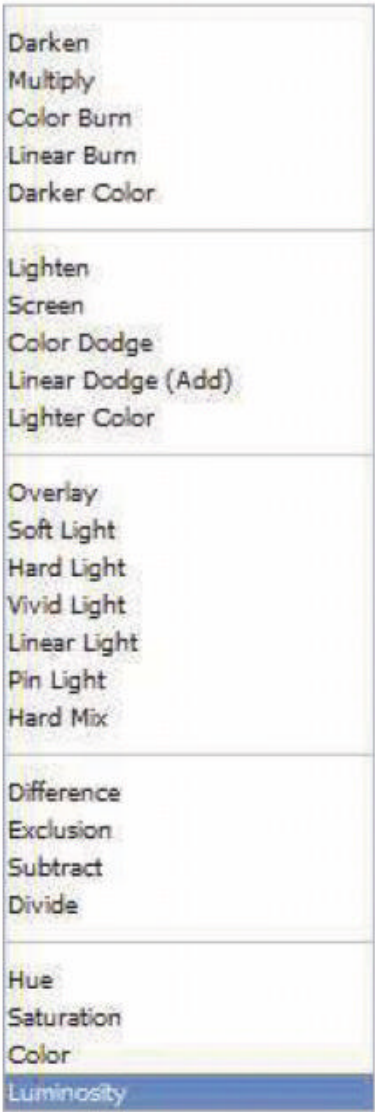 Darken
Multiply
Color Burn
Linear Burn
Darker Color
Lighten
Screen
Color Dodge
Linear Dodge (Add)
Lighter Color
Overlay
Soft Light
Hard Light
Vivid Light
Linear Light
Pin Light
Hard Mix
Difference
Exclusion
Subtract
Divide
Hue
Saturation
Color
Luminosity